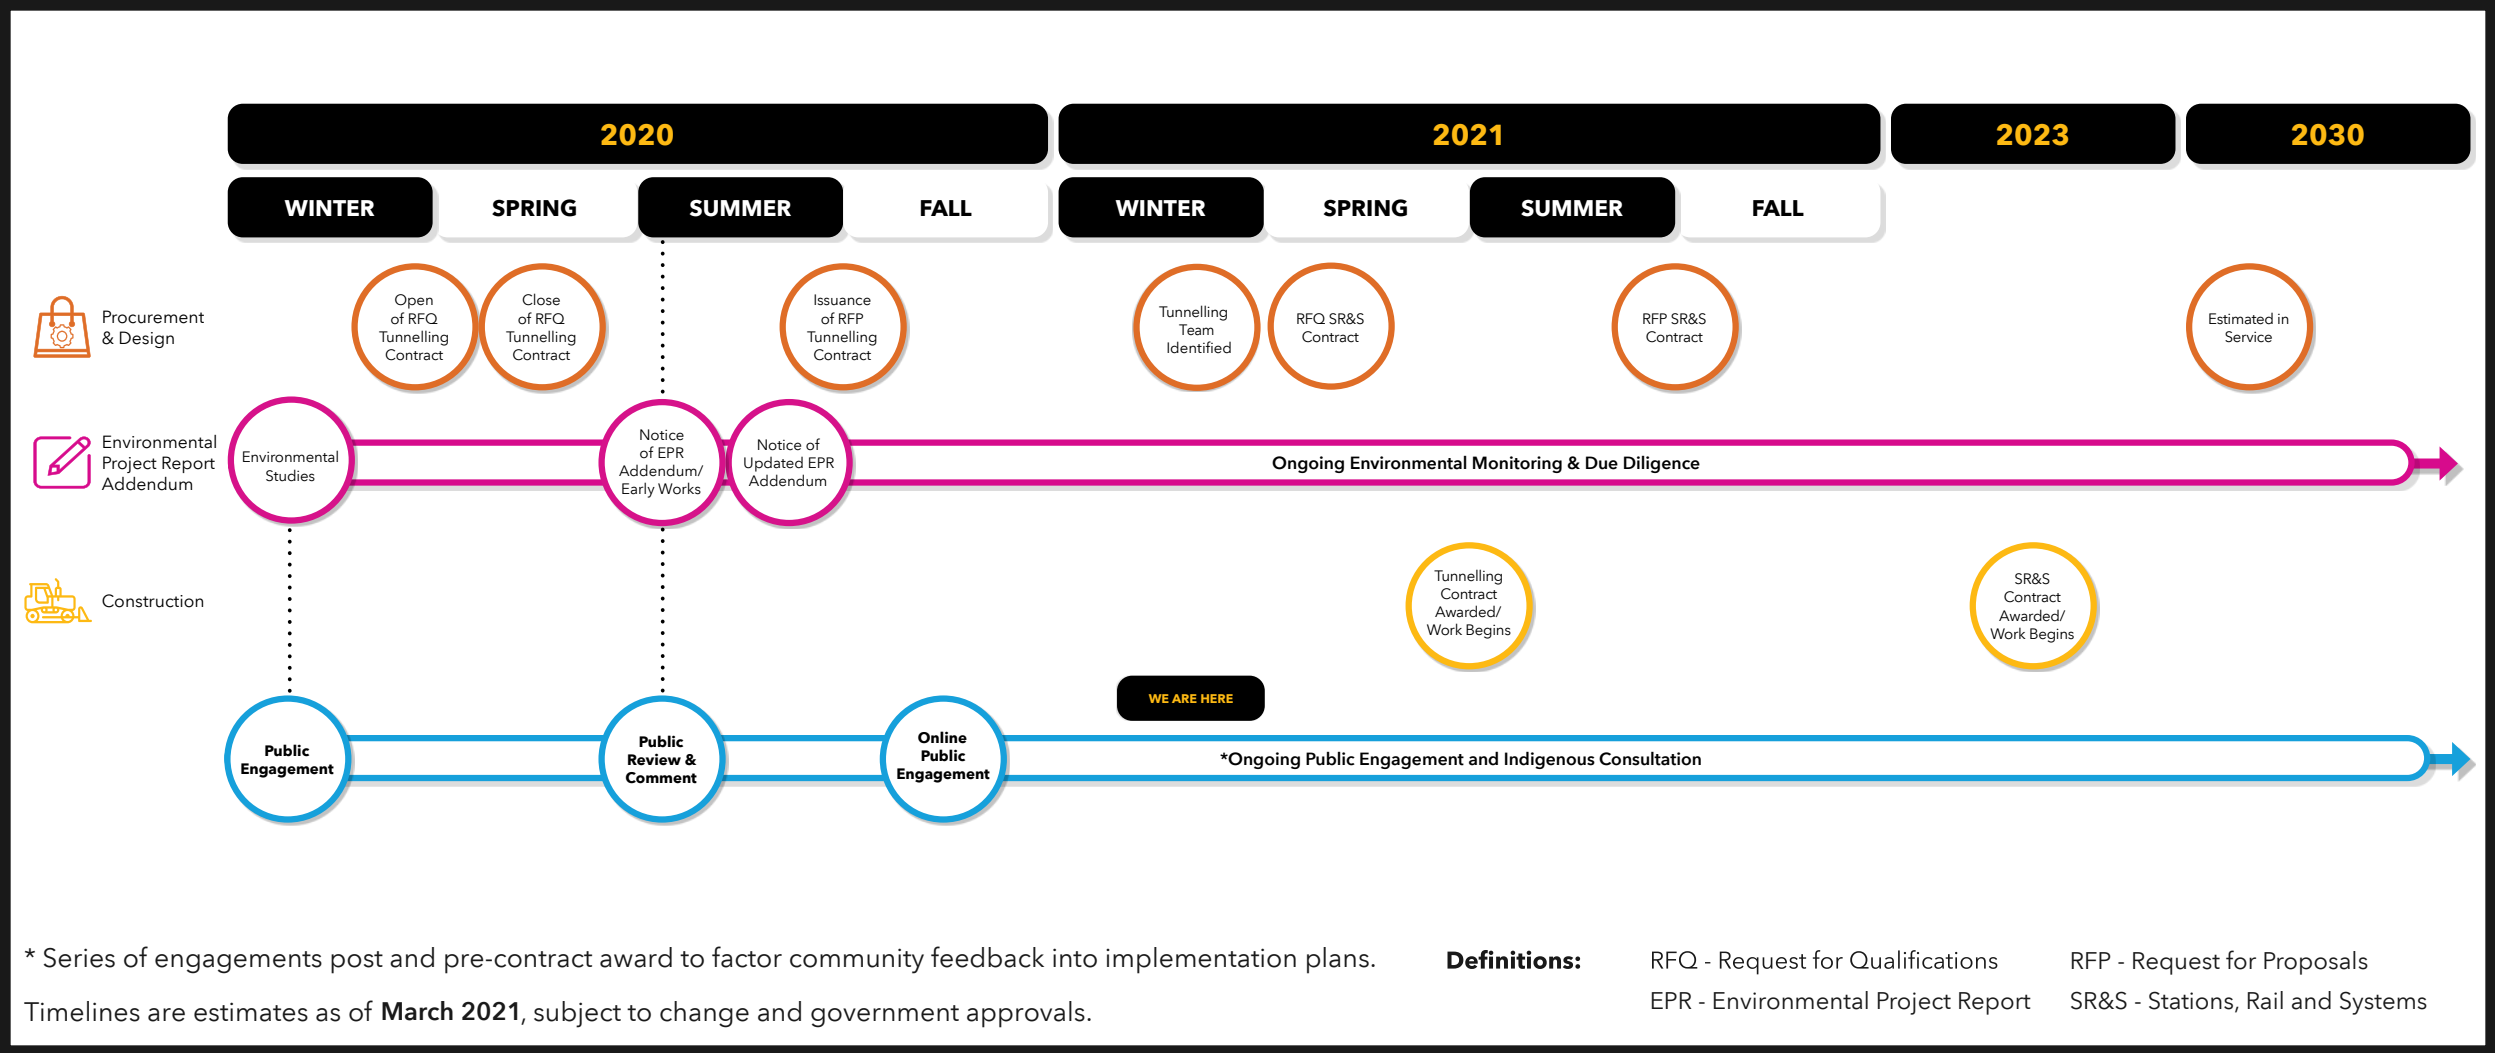 2020
2021
2023
2030
WINTER
SPRING
SUMMER
FALL
WINTER
SPRING
SUMMER
FALL
Procurement
& Design
Open
of RFQ
Tunnelling
Contract
Close
of RFQ
Tunnelling
Contract
Issuance
of RFP
Tunnelling
Contract
Tunnelling
Team
Identified
RFQ SR&S
Contract
RFP SR&S
Contract
Estimated in
Service
Environmental
Project Report
Addendum
Environmental
Studies
Notice
of EPR
Addendum/
Early Works
Notice of
Updated EPR
Addendum
Ongoing Environmental Monitoring & Due Diligence
Construction
Tunnelling
Contract
Awarded/
Work Begins
SR&S
Contract
Awarded/
Work Begins
WE ARE HERE
Public
Engagement
Public
Review &
Comment
Online
Public
Engagement
*Ongoing Public Engagement and Indigenous Consultation
* Series of engagements post and pre-contract award to factor community feedback into implementation plans.
Timelines are estimates as of March 2021, subject to change and government approvals.
Definitions:
RFQ - Request for Qualifications
RFP - Request for Proposals
EPR - Environmental Project Report
SR&S - Stations, Rail and Systems